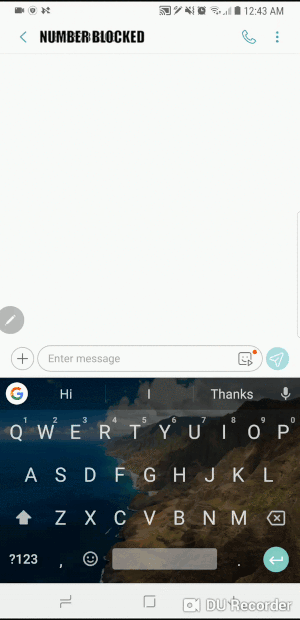 12:43 AM
NUMBER BLOCKED
Enter message
G Hi I Thanks
1 2 3 4 5 6 7 8 9 0
Q W E R T Y U I O P
A S D F G H J K L
Z X C V B N M
?123 , .
DU Recorder